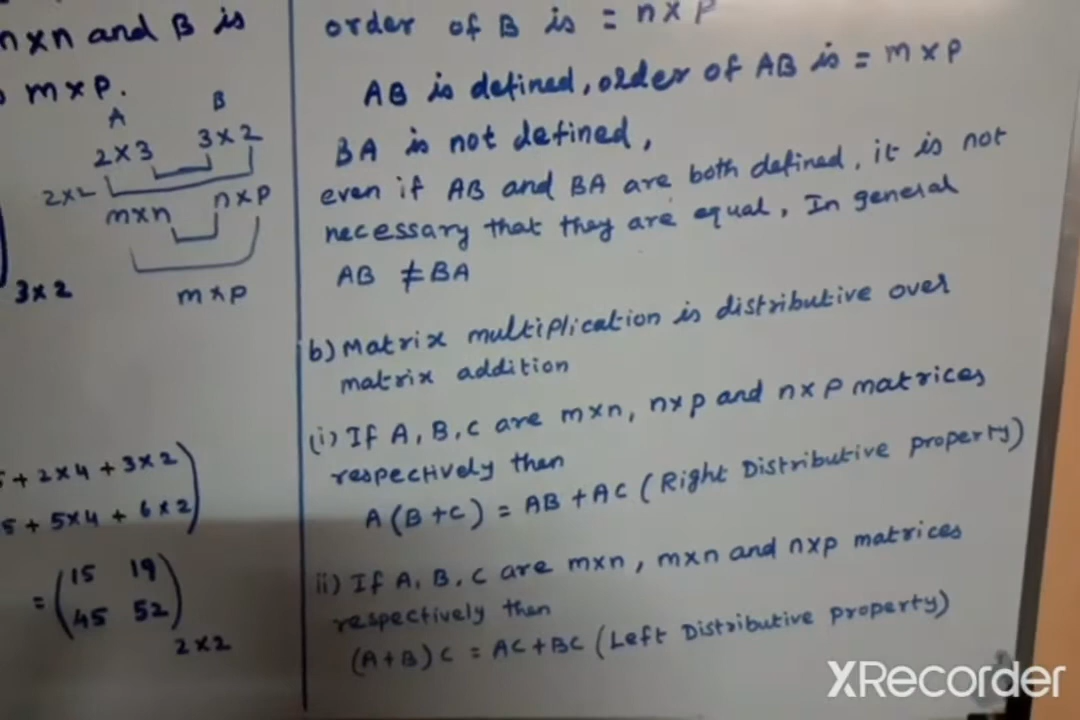 n×n and B is
m×p.
A B
2×3 3×2
2×2
m×n n×p
m×p
3×2
5 + 2×4 + 3×2
5 + 5×4 + 6×2
= (15 19
45 52)
2×2
order of B is = n×p
AB is defined, order of AB is = m×p
BA is not defined,
even if AB and BA are both defined, it is not
necessary that they are equal, In general
AB ≠ BA
b) Matrix multiplication is distributive over
matrix addition
(i) If A, B, C are m×n, n×p and n×p matrices
respectively then
A(B+C) = AB + AC (Right Distributive property)
ii) If A, B, C are m×n, m×n and n×p matrices
respectively then
(A+B)C = AC+BC (Left Distributive property)
XRecorder